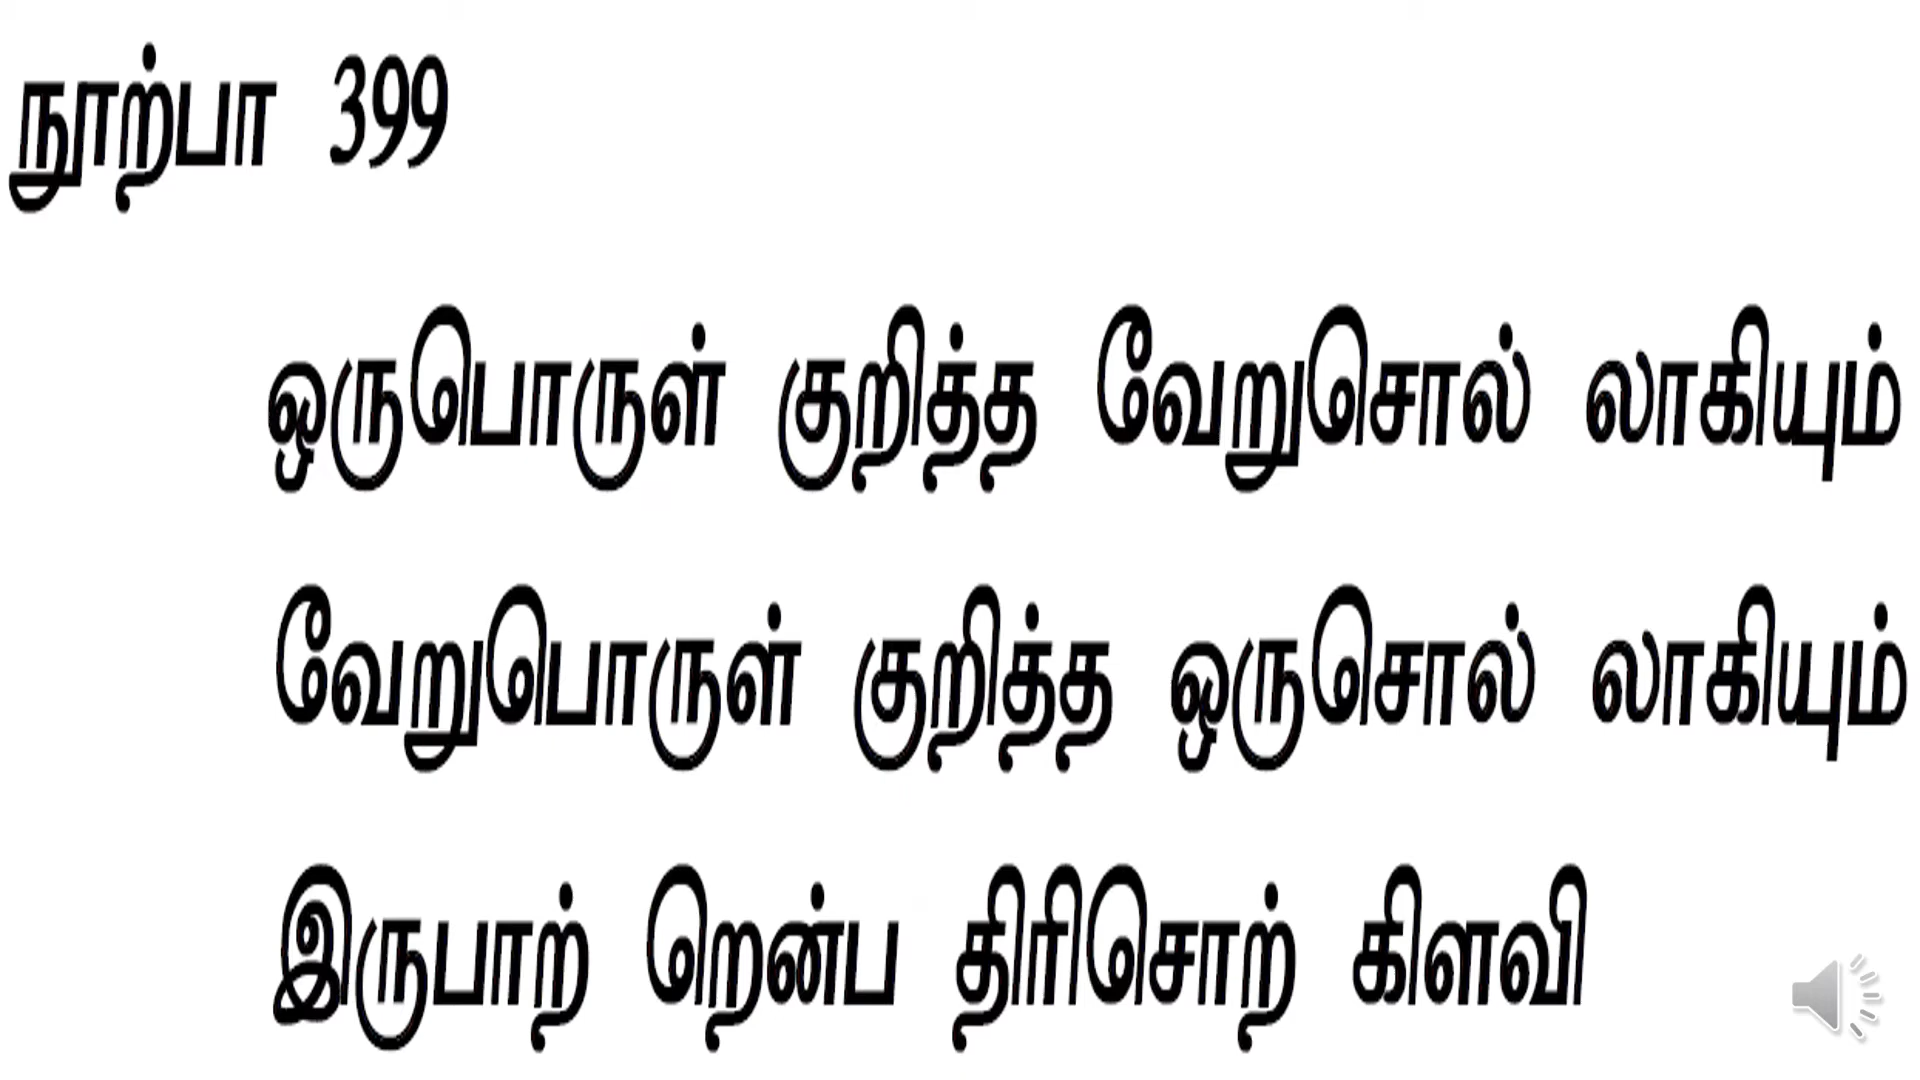 நூற்பா 399
ஒருபொருள் குறித்த வேறுசொல் லாகியும்
வேறுபொருள் குறித்த ஒருசொல் லாகியும்
இருபாற் றென்ப திரிசொற் கிளவி